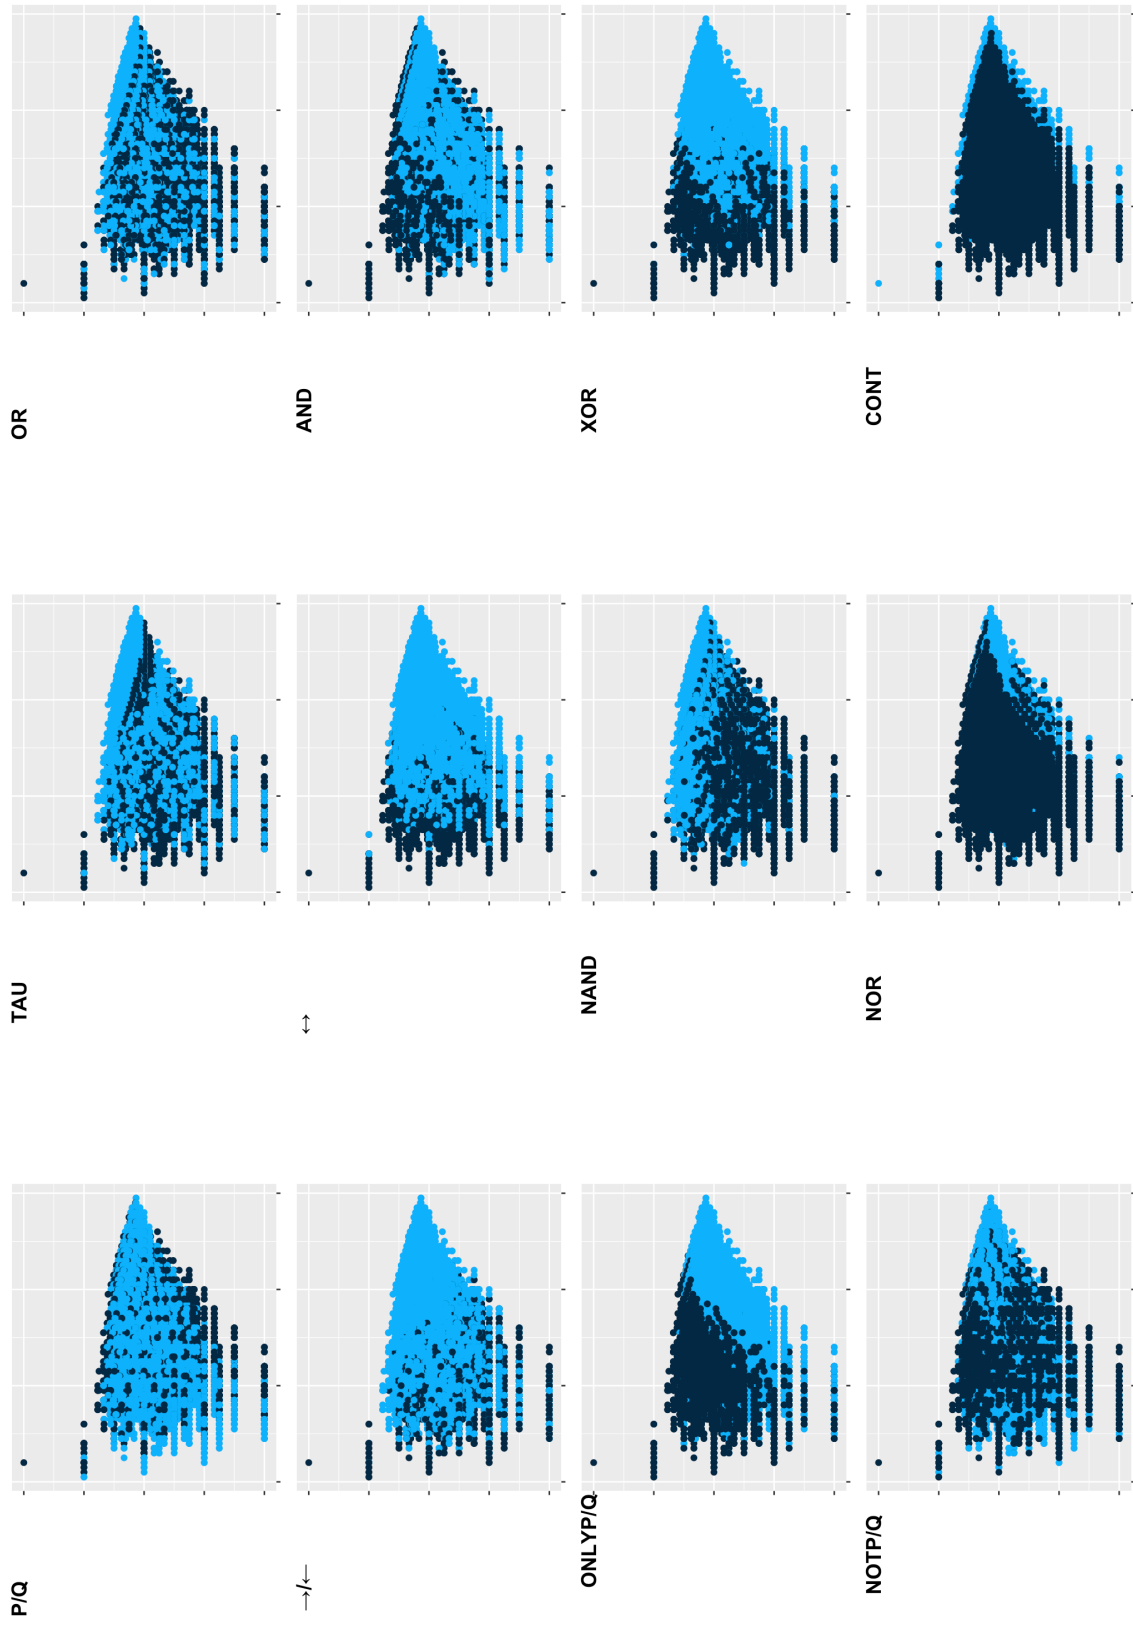 P/Q
TAU
OR
→/←
↔
AND
ONLYP/Q
NAND
XOR
NOTP/Q
NOR
CONT